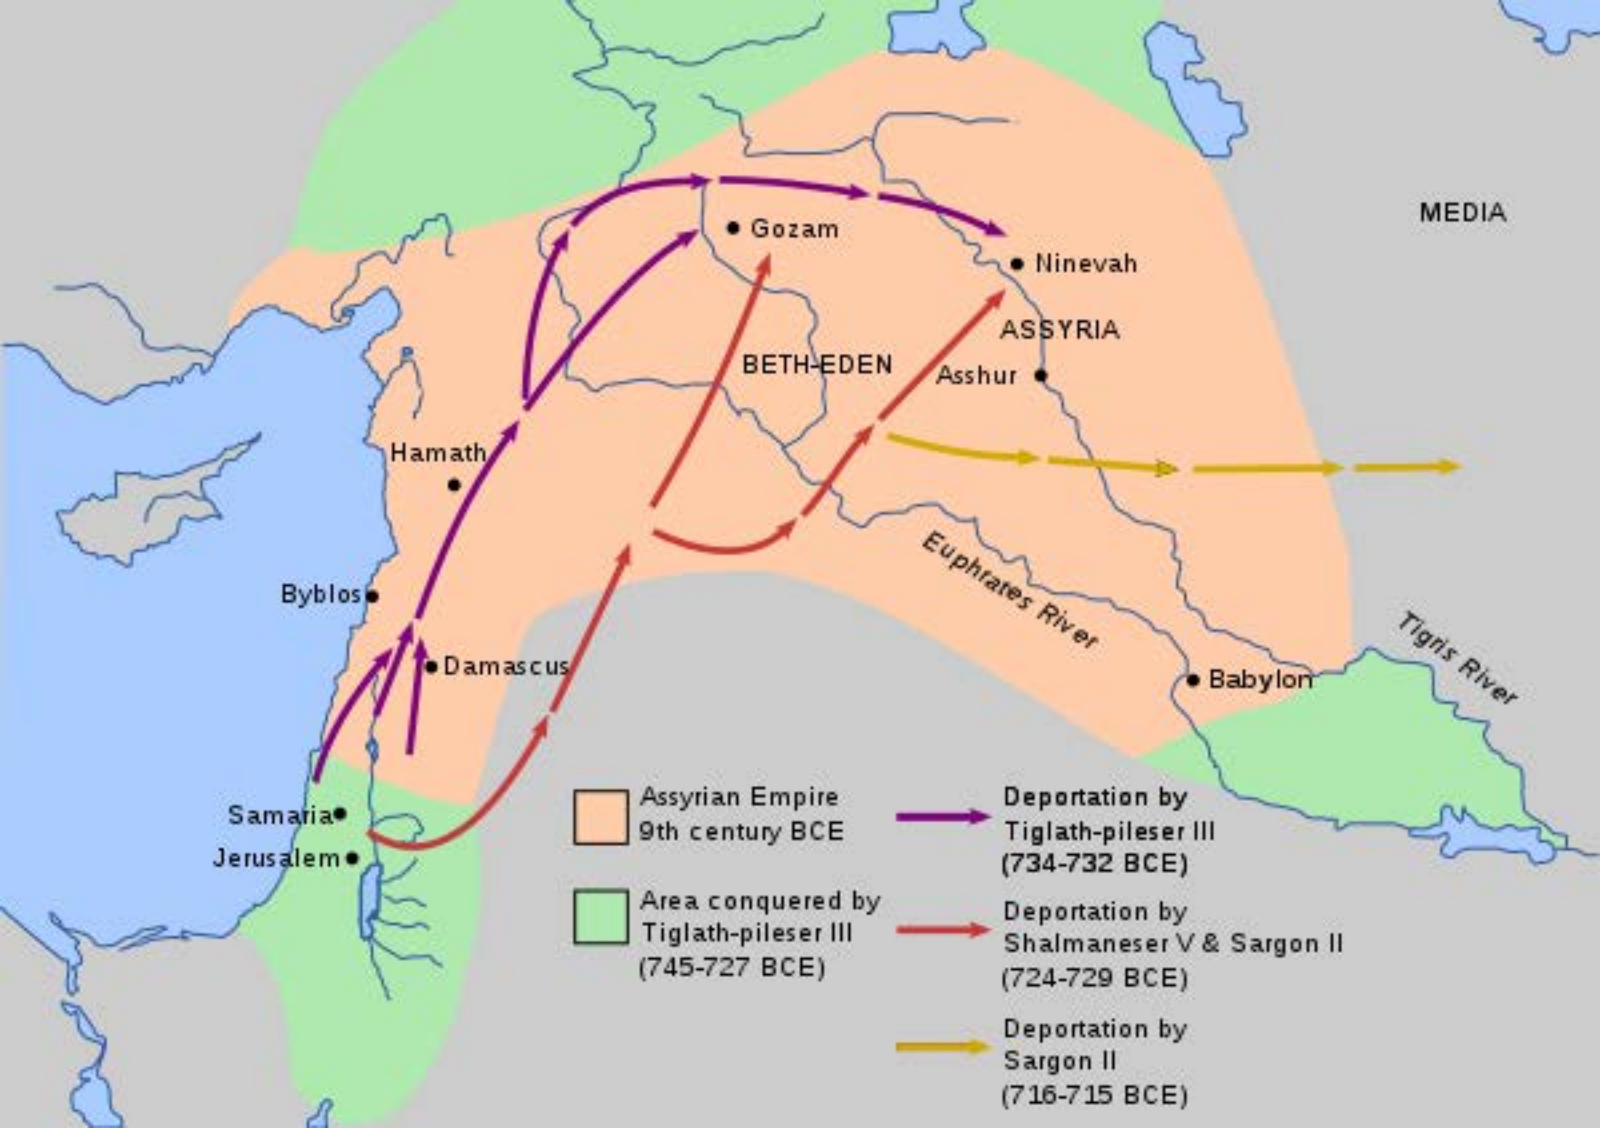 MEDIA
Gozam
Ninevah
ASSYRIA
BETH-EDEN
Asshur
Hamath
Euphrates River
Byblos
Tigris River
Damascus
Babylon
Samaria
Jerusalem
Assyrian Empire
9th century BCE
Area conquered by
Tiglath-pileser III
(745-727 BCE)
Deportation by
Tiglath-pileser III
(734-732 BCE)
Deportation by
Shalmaneser V & Sargon II
(724-729 BCE)
Deportation by
Sargon II
(716-715 BCE)